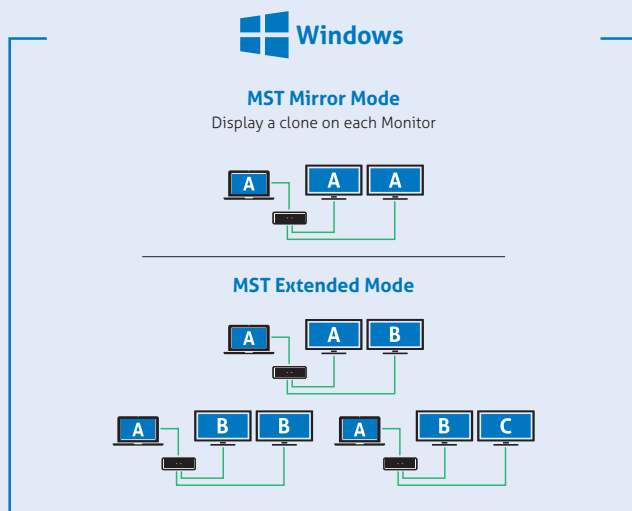 Windows
MST Mirror Mode
Display a clone on each Monitor
A A A
MST Extended Mode
A A B
A B B A B C